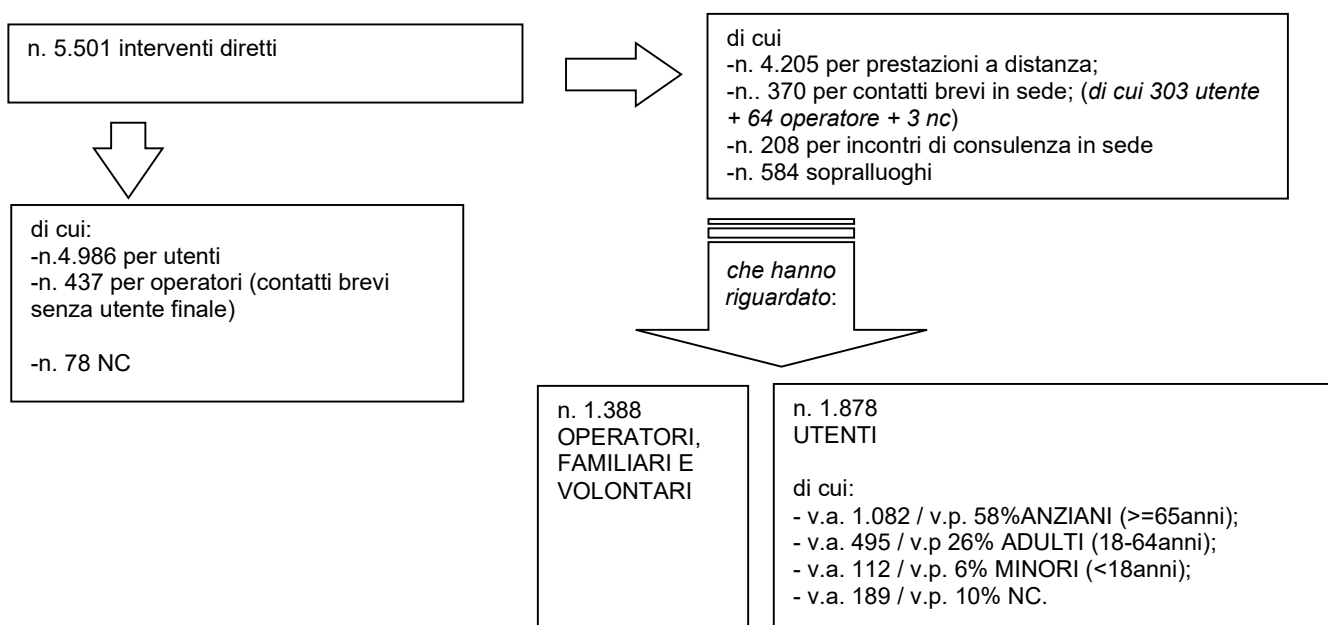 n. 5.501 interventi diretti
di cui
-n. 4.205 per prestazioni a distanza;
-n.. 370 per contatti brevi in sede; (di cui 303 utente
+ 64 operatore + 3 nc)
-n. 208 per incontri di consulenza in sede
-n. 584 sopralluoghi
di cui:
-n.4.986 per utenti
-n. 437 per operatori (contatti brevi
senza utente finale)
-n. 78 NC
che hanno
riguardato:
n. 1.388
OPERATORI,
FAMILIARI E
VOLONTARI
n. 1.878
UTENTI
di cui:
- v.a. 1.082 / v.p. 58%ANZIANI (>=65anni);
- v.a. 495 / v.p 26% ADULTI (18-64anni);
- v.a. 112 / v.p. 6% MINORI (<18anni);
- v.a. 189 / v.p. 10% NC.